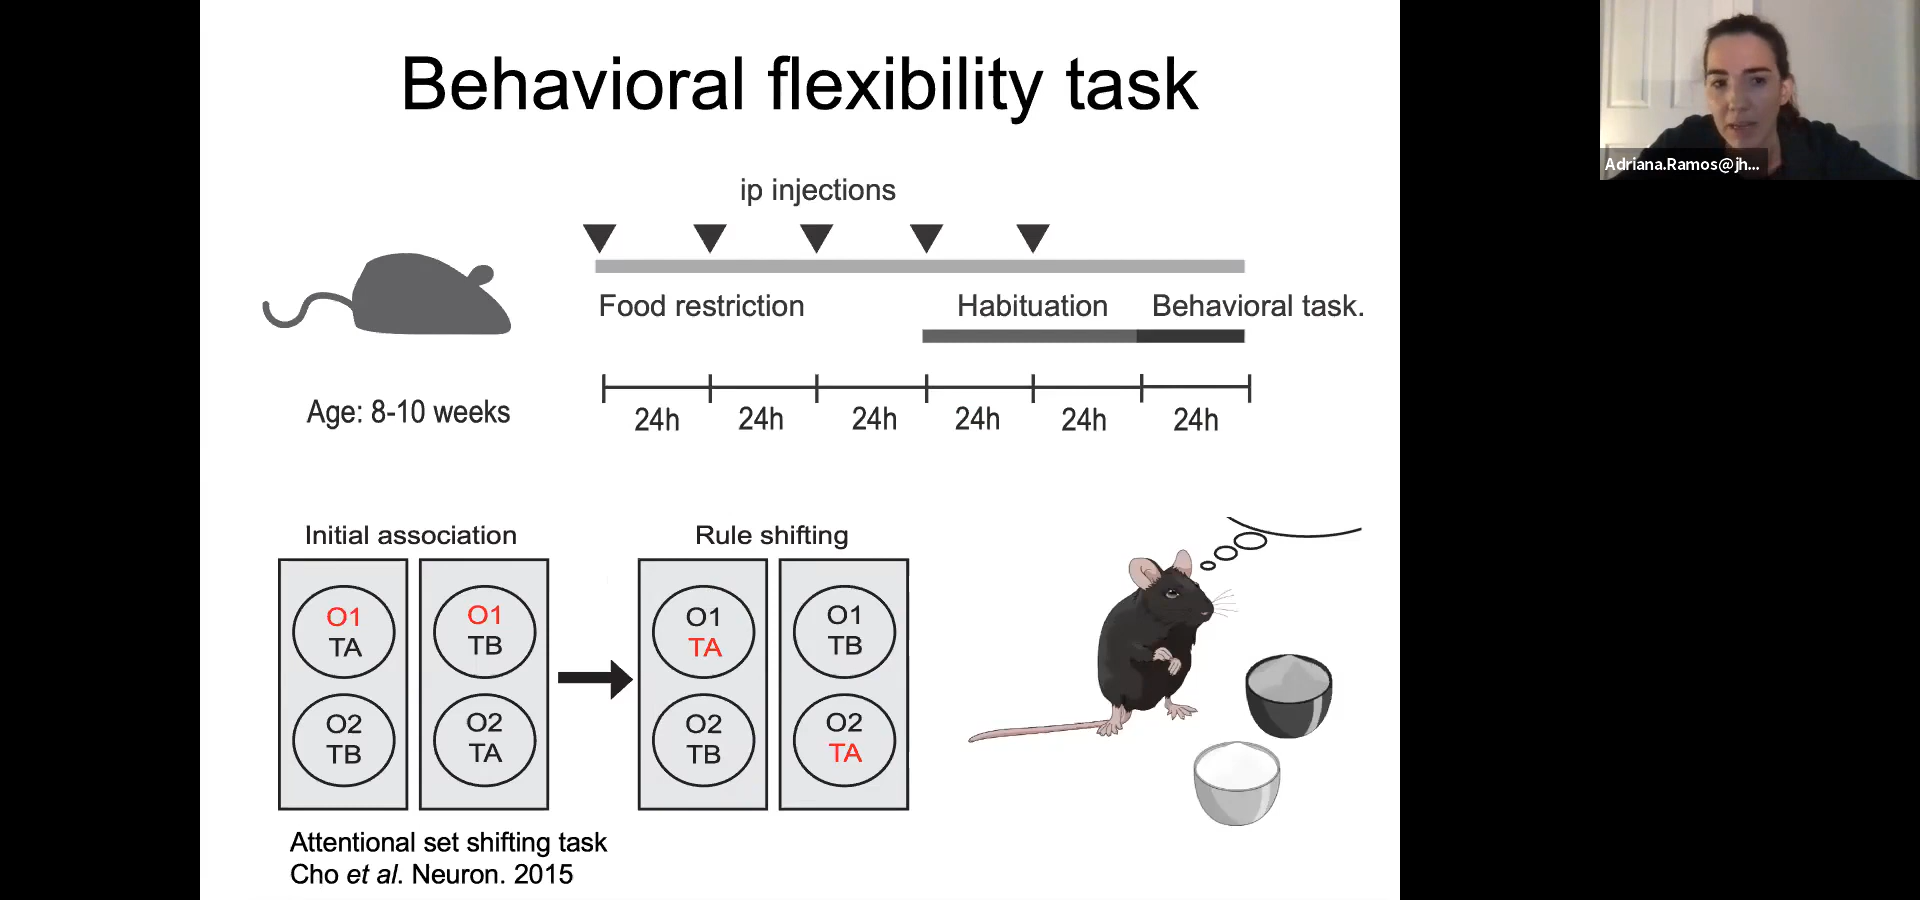 Behavioral flexibility task
Adriana.Ramos@jh...
ip injections
Food restriction
Habituation
Behavioral task.
Age: 8-10 weeks
24h 24h 24h 24h 24h 24h
Initial association
Rule shifting
O1
TA
O1
TB
O1
TA
O1
TB
O2
TB
O2
TA
O2
TB
O2
TA
Attentional set shifting task
Cho et al. Neuron. 2015